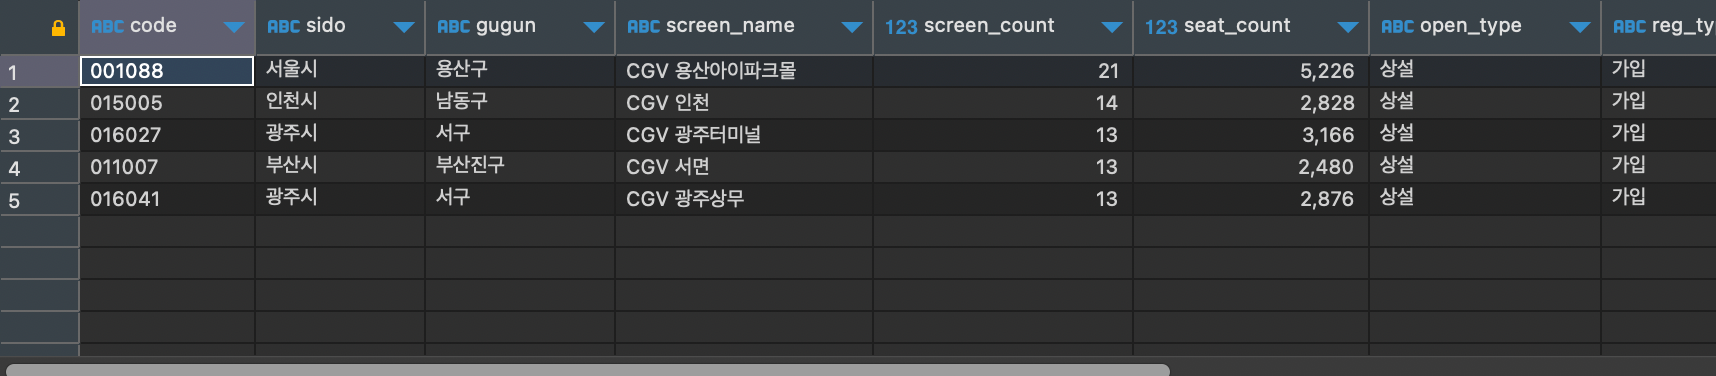 ABC code ABC sido ABC gugun ABC screen_name 123 screen_count 123 seat_count ABC open_type ABC reg_ty
1 001088 서울시 용산구 CGV 용산아이파크몰 21 5,226 상설 가입
2 015005 인천시 남동구 CGV 인천 14 2,828 상설 가입
3 016027 광주시 서구 CGV 광주터미널 13 3,166 상설 가입
4 011007 부산시 부산진구 CGV 서면 13 2,480 상설 가입
5 016041 광주시 서구 CGV 광주상무 13 2,876 상설 가입